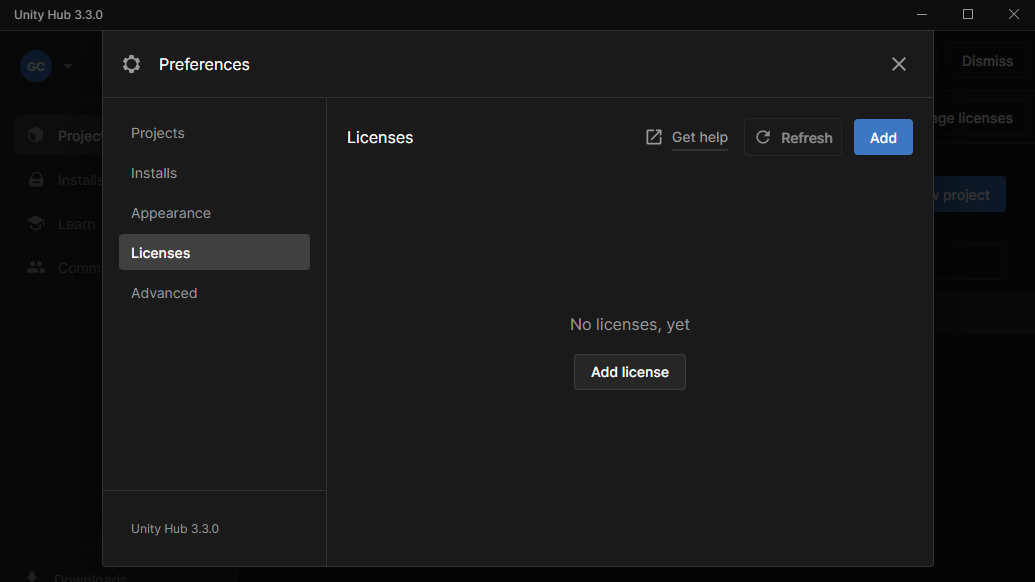 Unity Hub 3.3.0
GC
Preferences
Dismiss
Projects
Licenses
Get help
Refresh
Add
age licenses
Installs
Appearance
Licenses
Advanced
Project
Installs
Learn
Comm
w project
No licenses, yet
Add license
Unity Hub 3.3.0
Downloads